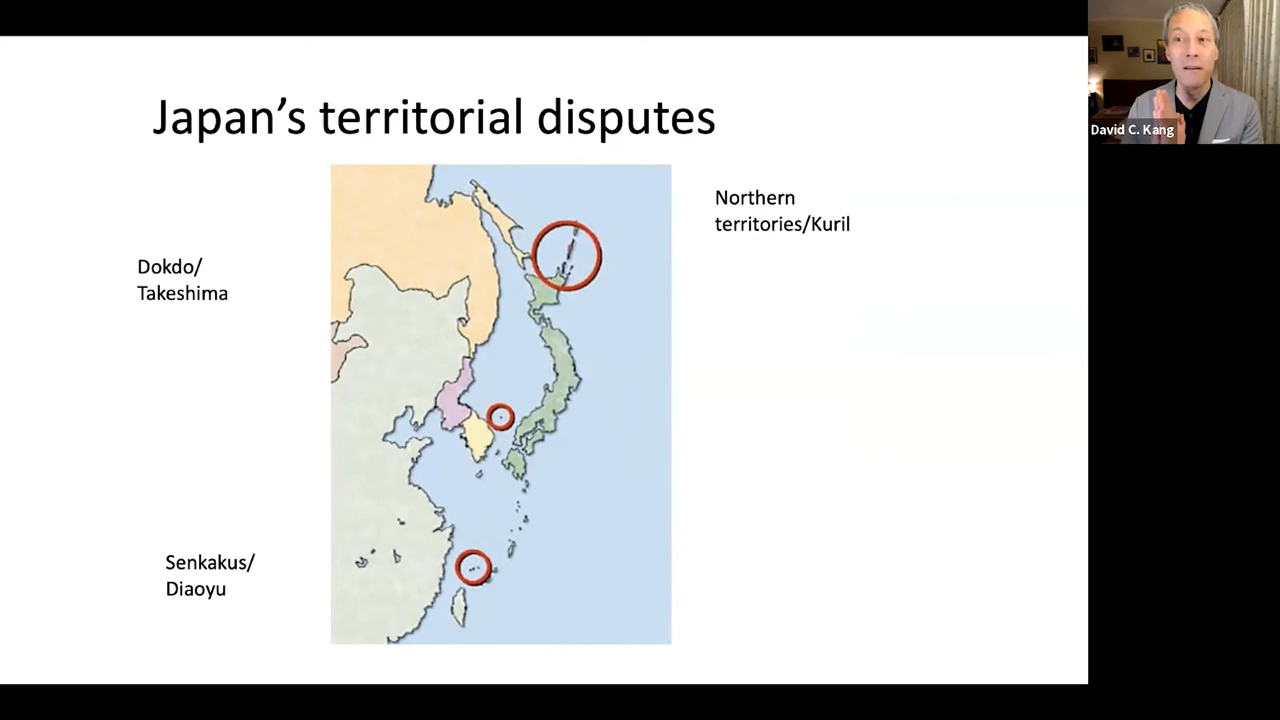 Japan’s territorial disputes
Northern
territories/Kuril
Dokdo/
Takeshima
Senkakus/
Diaoyu
David C. Kang